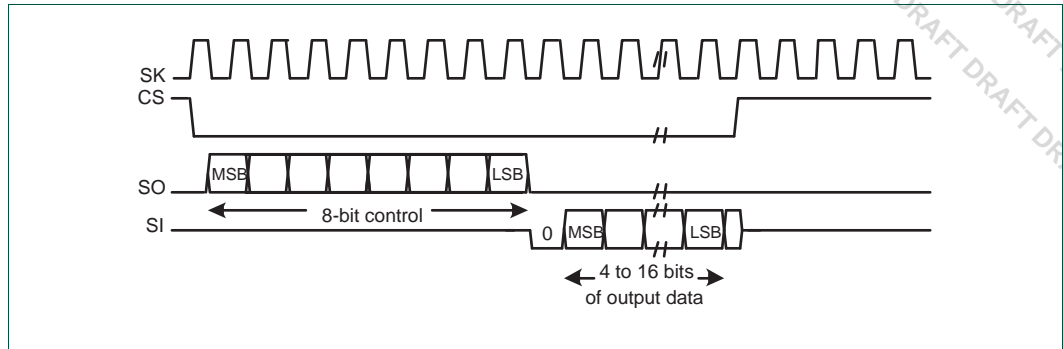 SK
CS
SO
MSB
LSB
8-bit control
SI
0
MSB
LSB
4 to 16 bits
of output data
DRAFT DRAFT
DRAFT DRAFT